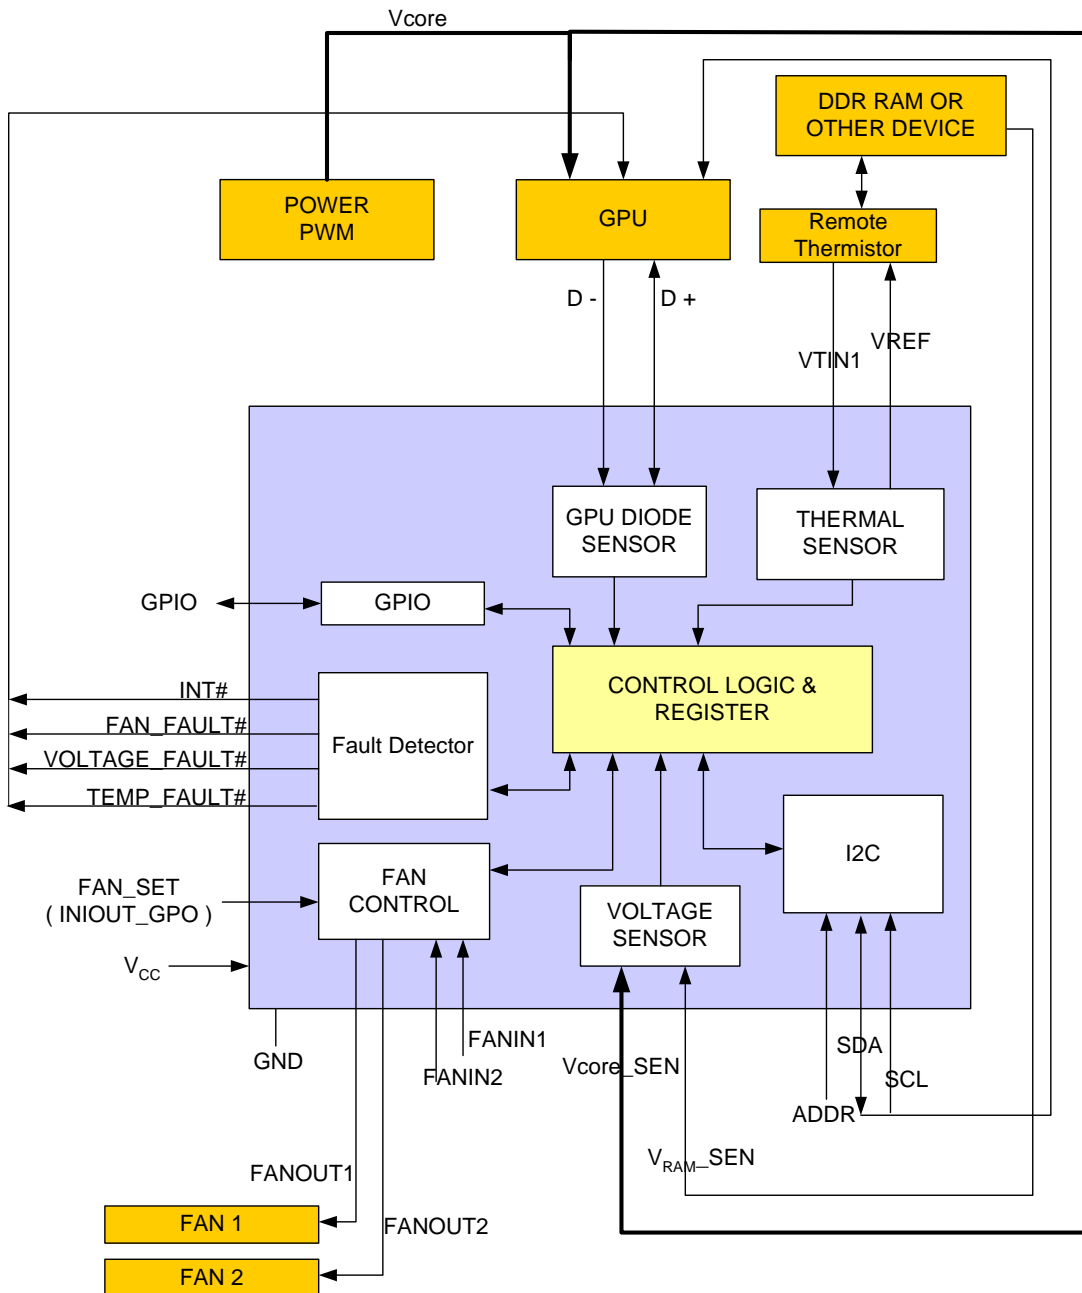 Vcore
DDR RAM OR
OTHER DEVICE
POWER
PWM
GPU
Remote
Thermistor
D -
D +
VREF
VTIN1
GPU DIODE
SENSOR
THERMAL
SENSOR
GPIO
GPIO
CONTROL LOGIC &
REGISTER
INT#
FAN_FAULT#
VOLTAGE_FAULT#
TEMP_FAULT#
Fault Detector
I2C
FAN_SET
( INIOUT_GPO )
FAN
CONTROL
VOLTAGE
SENSOR
VCC
GND
FANIN1
FANIN2
Vcore_SEN
SDA
SCL
ADDR
VRAM_SEN
FANOUT1
FANOUT2
FAN 1
FAN 2